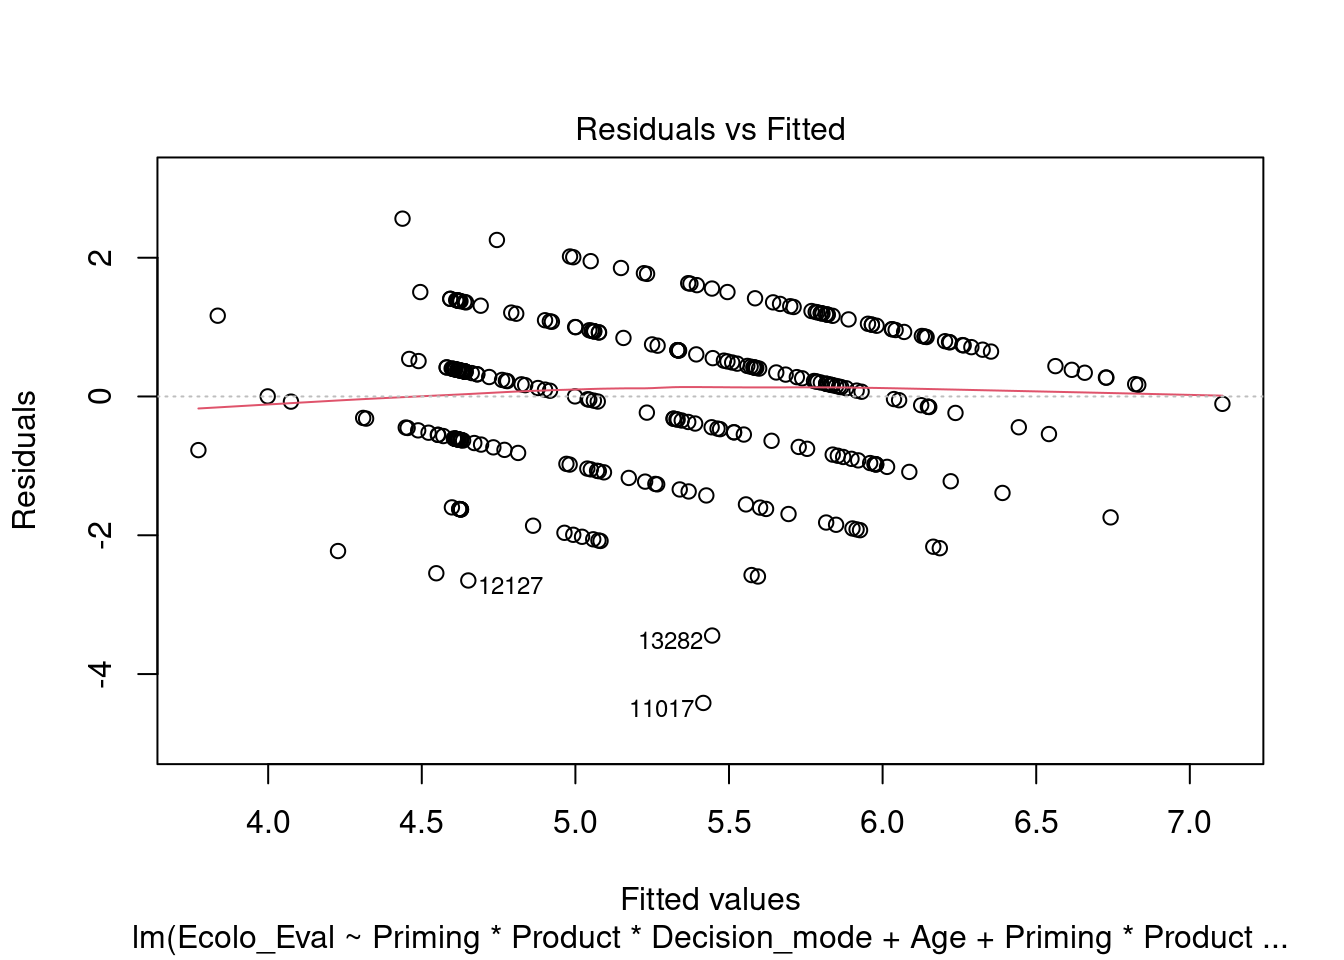 Residuals vs Fitted
Residuals
2
0
-2
-4
12127
13282
11017
4.0 4.5 5.0 5.5 6.0 6.5 7.0
Fitted values
lm(Ecolo_Eval ~ Priming * Product * Decision_mode + Age + Priming * Product ...